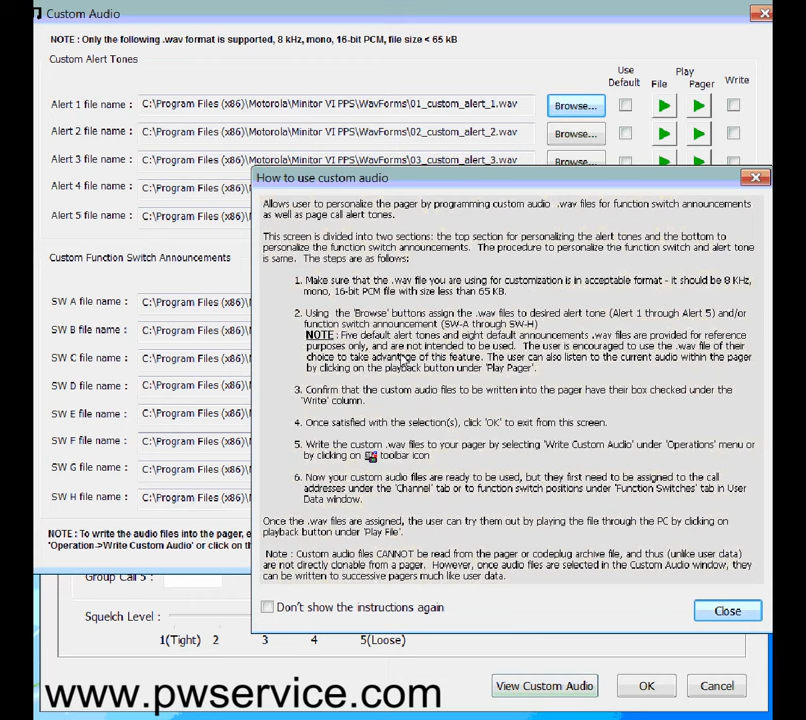 Custom Audio
NOTE : Only the following .wav format is supported, 8 kHz, mono, 16-bit PCM, file size < 65 kB
Custom Alert Tones
Use Default
Play
File
Pager
Write
Alert 1 file name : C:\Program Files (x86)\Motorola\Minitor VI PPS\WavForms\01_custom_alert_1.wav Browse...
Alert 2 file name : C:\Program Files (x86)\Motorola\Minitor VI PPS\WavForms\02_custom_alert_2.wav Browse...
Alert 3 file name : C:\Program Files (x86)\Motorola\Minitor VI PPS\WavForms\03_custom_alert_3.wav Browse...
Alert 4 file name : C:\Program Files (x86)
Alert 5 file name : C:\Program Files (x86)
Custom Function Switch Announcements
SW A file name : C:\Program Files (x86)
SW B file name : C:\Program Files (x86)
SW C file name : C:\Program Files (x86)
SW D file name : C:\Program Files (x86)
SW E file name : C:\Program Files (x86)
SW F file name : C:\Program Files (x86)
SW G file name : C:\Program Files (x86)
SW H file name : C:\Program Files (x86)
NOTE : To write the audio files into the pager,
'Operation->Write Custom Audio' or click on th
How to use custom audio
Allows user to personalize the pager by programming custom audio .wav files for function switch announcements
as well as page call alert tones.
This screen is divided into two sections: the top section for personalizing the alert tones and the bottom to
personalize the function switch announcements. The procedure to personalize the function switch and alert tone
is same. The steps are as follows:
1. Make sure that the .wav file you are using for customization is in acceptable format - it should be 8 KHz,
mono, 16-bit PCM file with size less than 65 KB.
2. Using the 'Browse' buttons assign the .wav files to desired alert tone (Alert 1 through Alert 5) and/or
function switch announcement (SW-A through SW-H)
NOTE : Five default alert tones and eight default announcements .wav files are provided for reference
purposes only, and are not intended to be used. The user is encouraged to use the .wav file of their
choice to take advantage of this feature. The user can also listen to the current audio within the pager
by clicking on the playback button under 'Play Pager'.
3. Confirm that the custom audio files to be written into the pager have their box checked under the
'Write' column.
4. Once satisfied with the selection(s), click 'OK' to exit from this screen.
5. Write the custom .wav files to your pager by selecting 'Write Custom Audio' under 'Operations' menu or
by clicking on toolbar icon
6. Now your custom audio files are ready to be used, but they first need to be assigned to the call
addresses under the 'Channel' tab or to function switch positions under 'Function Switches' tab in User
Data window.
Once the .wav files are assigned, the user can try them out by playing the file through the PC by clicking on
playback button under 'Play File'.
Note : Custom audio files CANNOT be read from the pager or codeplug archive file, and thus (unlike user data)
are not directly clonable from a pager. However, once audio files are selected in the Custom Audio window, they
can be written to successive pagers much like user data.
Don't show the instructions again
Close
Group Call 5 :
Squelch Level :
1(Tight) 2 3 4 5(Loose)
View Custom Audio OK Cancel
www.pwservice.com